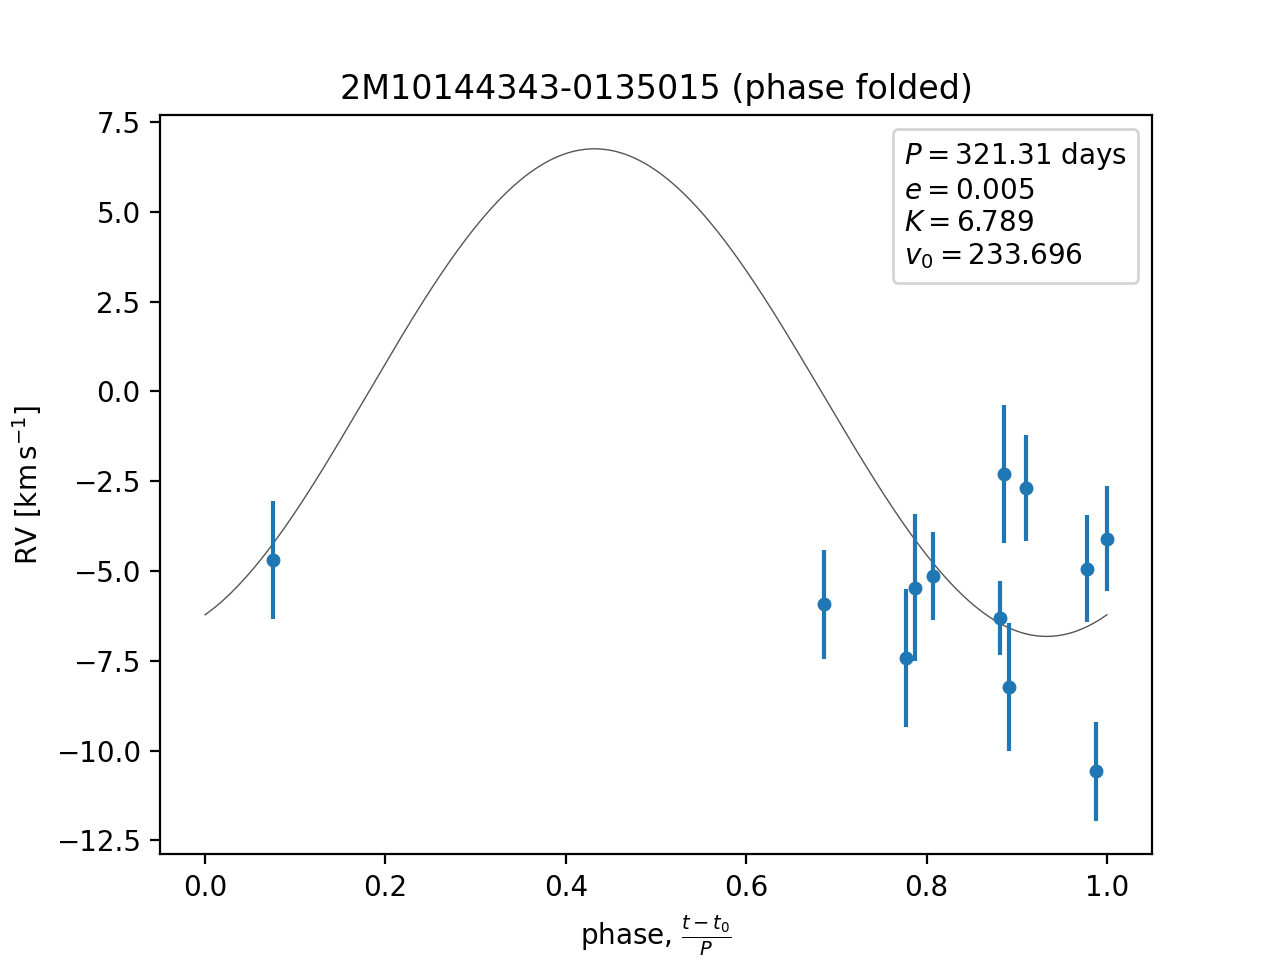 2M10144343-0135015 (phase folded)
P = 321.31 days
e = 0.005
K = 6.789
v₀ = 233.696
7.5
5.0
2.5
0.0
−2.5
−5.0
−7.5
−10.0
−12.5
RV [km s⁻¹]
0.0 0.2 0.4 0.6 0.8 1.0
phase, (t − t₀)/P